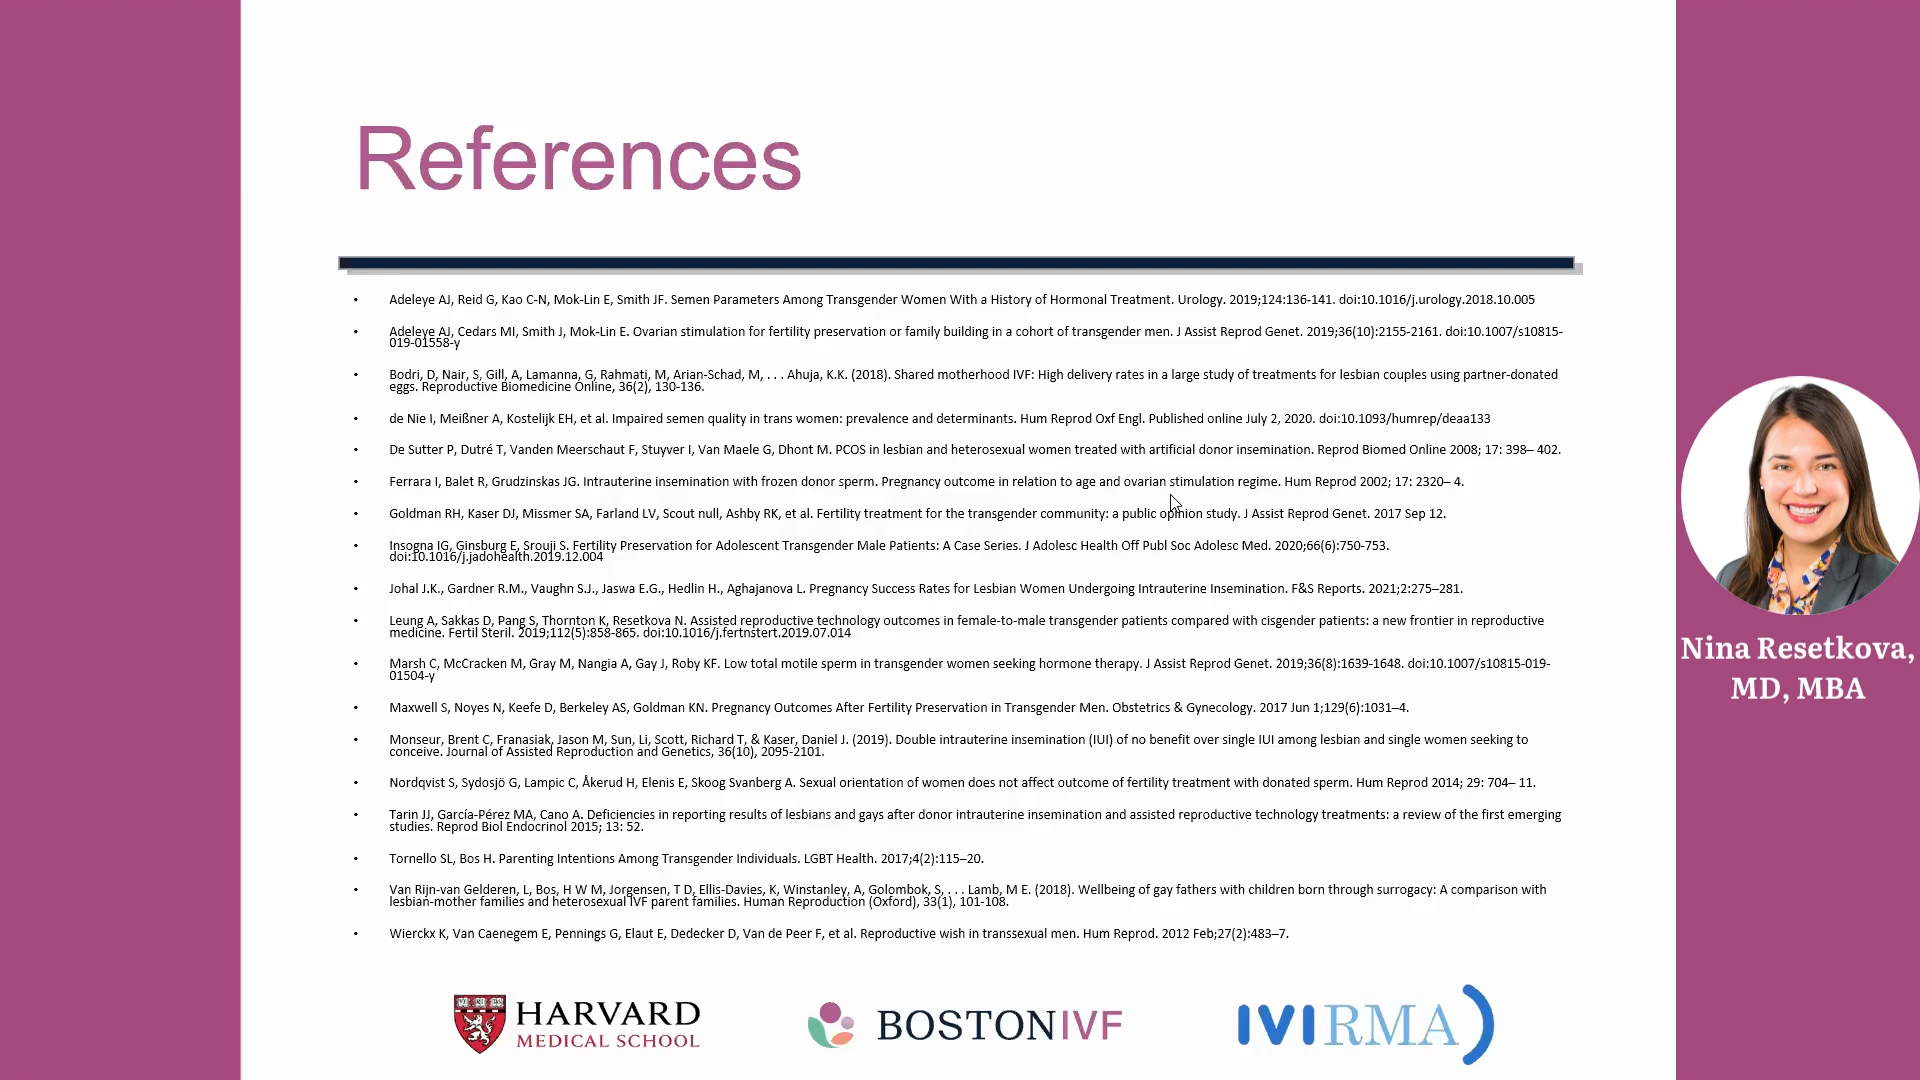 References
• Adeleye AJ, Reid G, Kao C-N, Mok-Lin E, Smith JF. Semen Parameters Among Transgender Women With a History of Hormonal Treatment. Urology. 2019;124:136-141. doi:10.1016/j.urology.2018.10.005
• Adeleye AJ, Cedars MI, Smith J, Mok-Lin E. Ovarian stimulation for fertility preservation or family building in a cohort of transgender men. J Assist Reprod Genet. 2019;36(10):2155-2161. doi:10.1007/s10815-
019-01558-y
• Bodri, D, Nair, S, Gill, A, Lamanna, G, Rahmati, M, Arian-Schad, M, . . . Ahuja, K.K. (2018). Shared motherhood IVF: High delivery rates in a large study of treatments for lesbian couples using partner-donated
eggs. Reproductive Biomedicine Online, 36(2), 130-136.
• de Nie I, Meißner A, Kostelijk EH, et al. Impaired semen quality in trans women: prevalence and determinants. Hum Reprod Oxf Engl. Published online July 2, 2020. doi:10.1093/humrep/deaa133
• De Sutter P, Dutré T, Vanden Meerschaut F, Stuyver I, Van Maele G, Dhont M. PCOS in lesbian and heterosexual women treated with artificial donor insemination. Reprod Biomed Online 2008; 17: 398– 402.
• Ferrara I, Balet R, Grudzinskas JG. Intrauterine insemination with frozen donor sperm. Pregnancy outcome in relation to age and ovarian stimulation regime. Hum Reprod 2002; 17: 2320– 4.
• Goldman RH, Kaser DJ, Missmer SA, Farland LV, Scout null, Ashby RK, et al. Fertility treatment for the transgender community: a public opinion study. J Assist Reprod Genet. 2017 Sep 12.
• Insogna IG, Ginsburg E, Srouji S. Fertility Preservation for Adolescent Transgender Male Patients: A Case Series. J Adolesc Health Off Publ Soc Adolesc Med. 2020;66(6):750-753.
doi:10.1016/j.jadohealth.2019.12.004
• Johal J.K., Gardner R.M., Vaughn S.J., Jaswa E.G., Hedlin H., Aghajanova L. Pregnancy Success Rates for Lesbian Women Undergoing Intrauterine Insemination. F&S Reports. 2021;2:275–281.
• Leung A, Sakkas D, Pang S, Thornton K, Resetkova N. Assisted reproductive technology outcomes in female-to-male transgender patients compared with cisgender patients: a new frontier in reproductive
medicine. Fertil Steril. 2019;112(5):858-865. doi:10.1016/j.fertnstert.2019.07.014
• Marsh C, McCracken M, Gray M, Nangia A, Gay J, Roby KF. Low total motile sperm in transgender women seeking hormone therapy. J Assist Reprod Genet. 2019;36(8):1639-1648. doi:10.1007/s10815-019-
01504-y
• Maxwell S, Noyes N, Keefe D, Berkeley AS, Goldman KN. Pregnancy Outcomes After Fertility Preservation in Transgender Men. Obstetrics & Gynecology. 2017 Jun 1;129(6):1031–4.
• Monseur, Brent C, Franasiak, Jason M, Sun, Li, Scott, Richard T, & Kaser, Daniel J. (2019). Double intrauterine insemination (IUI) of no benefit over single IUI among lesbian and single women seeking to
conceive. Journal of Assisted Reproduction and Genetics, 36(10), 2095-2101.
• Nordqvist S, Sydosjö G, Lampic C, Åkerud H, Elenis E, Skoog Svanberg A. Sexual orientation of women does not affect outcome of fertility treatment with donated sperm. Hum Reprod 2014; 29: 704– 11.
• Tarin JJ, García-Pérez MA, Cano A. Deficiencies in reporting results of lesbians and gays after donor intrauterine insemination and assisted reproductive technology treatments: a review of the first emerging
studies. Reprod Biol Endocrinol 2015; 13: 52.
• Tornello SL, Bos H. Parenting Intentions Among Transgender Individuals. LGBT Health. 2017;4(2):115–20.
• Van Rijn-van Gelderen, L, Bos, H W M, Jorgensen, T D, Ellis-Davies, K, Winstanley, A, Golombok, S, . . . Lamb, M E. (2018). Wellbeing of gay fathers with children born through surrogacy: A comparison with
lesbian-mother families and heterosexual IVF parent families. Human Reproduction (Oxford), 33(1), 101-108.
• Wierckx K, Van Caenegem E, Pennings G, Elaut E, Dedecker D, Van de Peer F, et al. Reproductive wish in transsexual men. Hum Reprod. 2012 Feb;27(2):483–7.
HARVARD
MEDICAL SCHOOL
BOSTONIVF
IVIRMA
Nina Resetkova,
MD, MBA